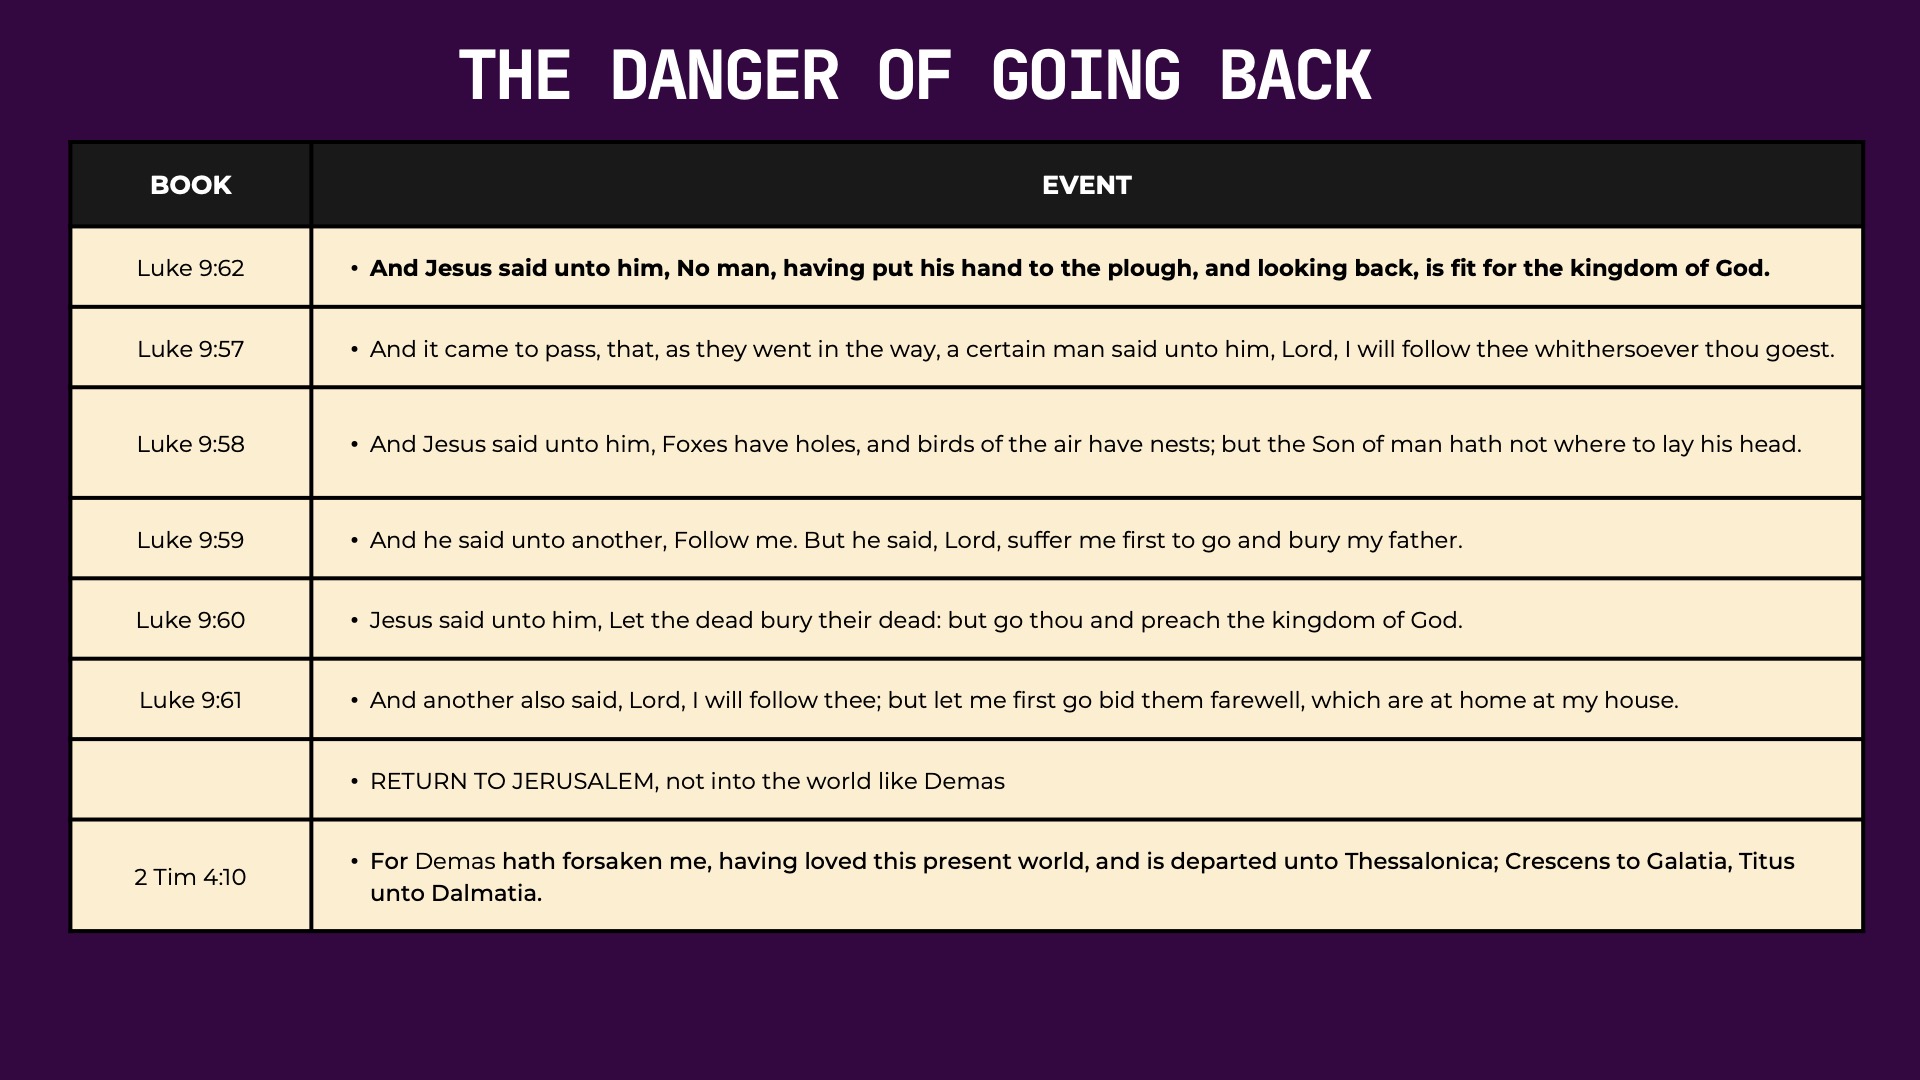 THE DANGER OF GOING BACK
BOOK
EVENT
Luke 9:62
• And Jesus said unto him, No man, having put his hand to the plough, and looking back, is fit for the kingdom of God.
Luke 9:57
• And it came to pass, that, as they went in the way, a certain man said unto him, Lord, I will follow thee whithersoever thou goest.
Luke 9:58
• And Jesus said unto him, Foxes have holes, and birds of the air have nests; but the Son of man hath not where to lay his head.
Luke 9:59
• And he said unto another, Follow me. But he said, Lord, suffer me first to go and bury my father.
Luke 9:60
• Jesus said unto him, Let the dead bury their dead: but go thou and preach the kingdom of God.
Luke 9:61
• And another also said, Lord, I will follow thee; but let me first go bid them farewell, which are at home at my house.
• RETURN TO JERUSALEM, not into the world like Demas
2 Tim 4:10
• For Demas hath forsaken me, having loved this present world, and is departed unto Thessalonica; Crescens to Galatia, Titus
unto Dalmatia.